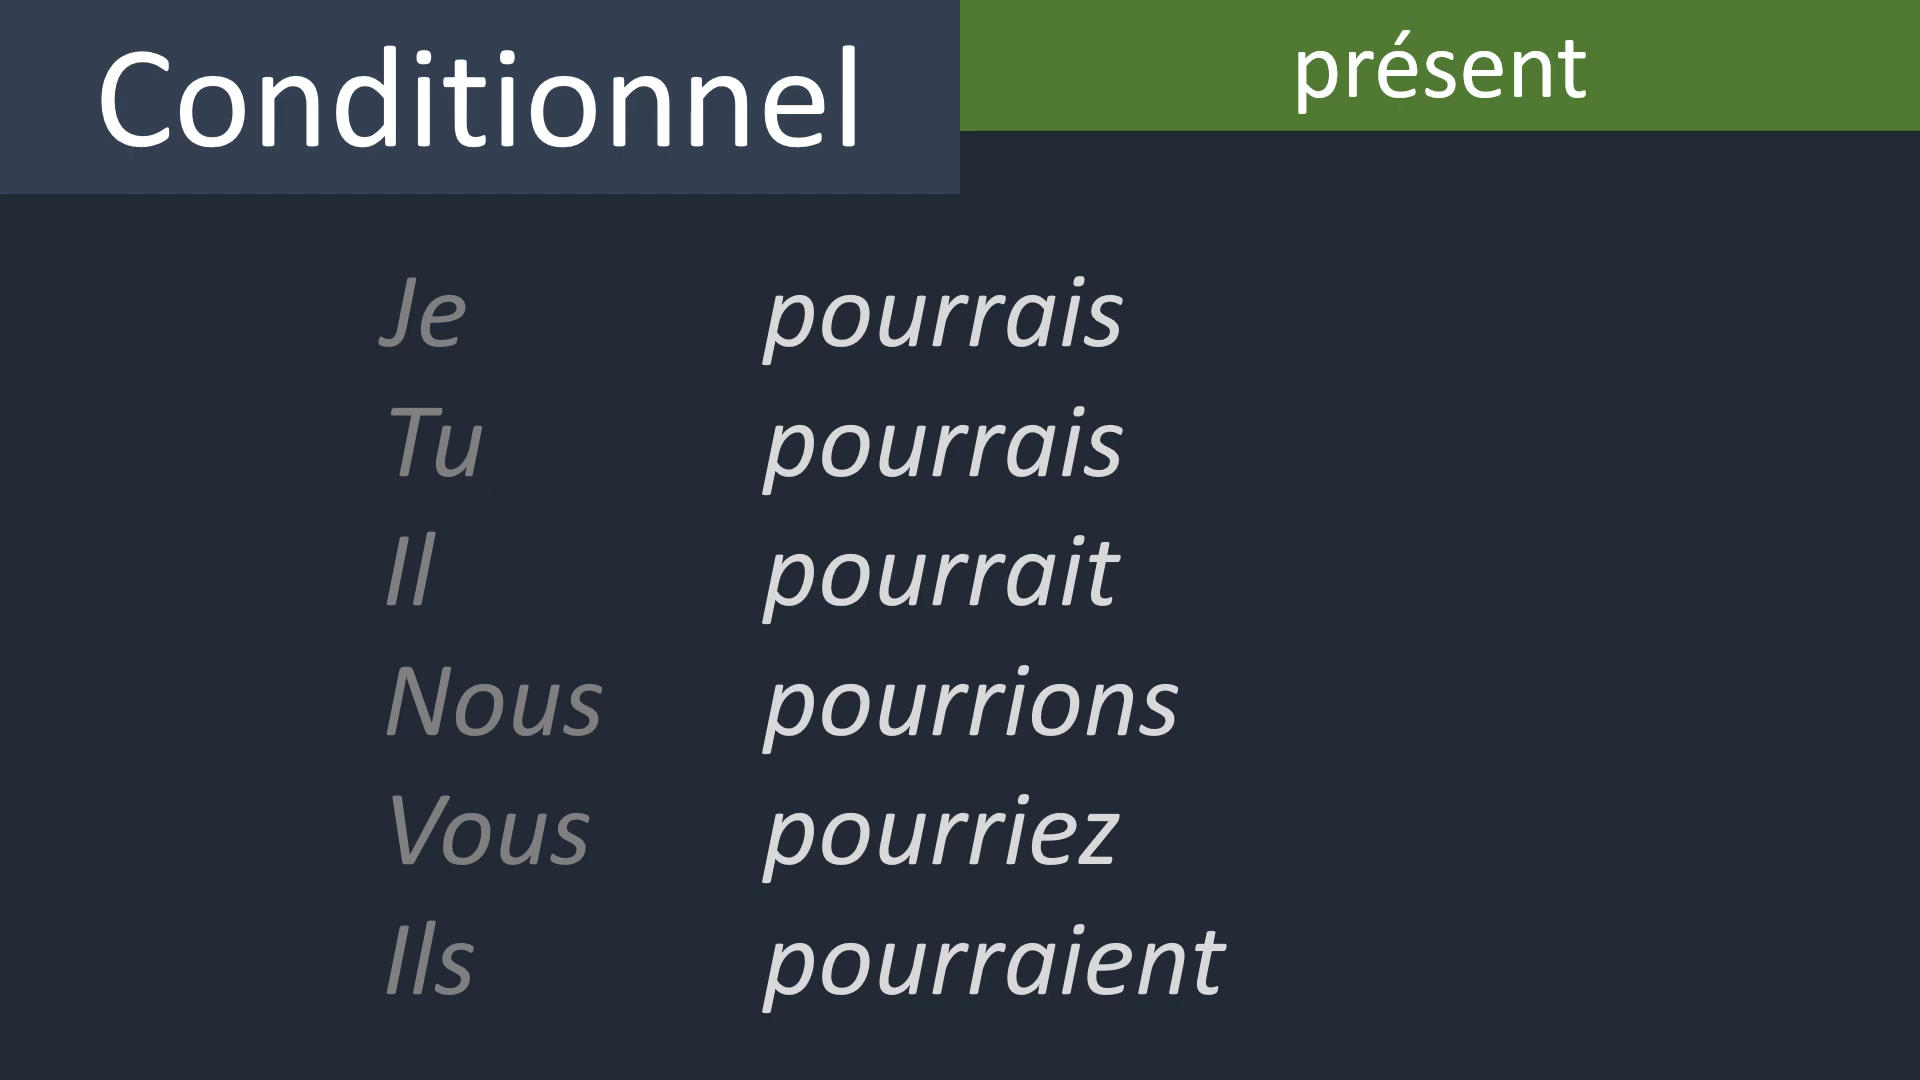 Conditionnel
présent
Je pourrais
Tu pourrais
Il pourrait
Nous pourrions
Vous pourriez
Ils pourraient